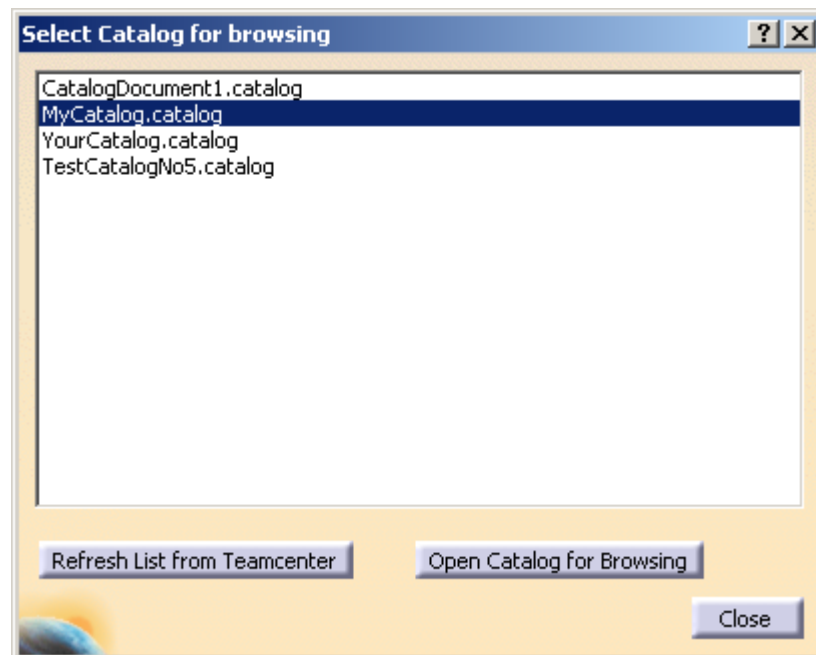 Select Catalog for browsing
CatalogDocument1.catalog
MyCatalog.catalog
YourCatalog.catalog
TestCatalogNo5.catalog
Refresh List from Teamcenter
Open Catalog for Browsing
Close